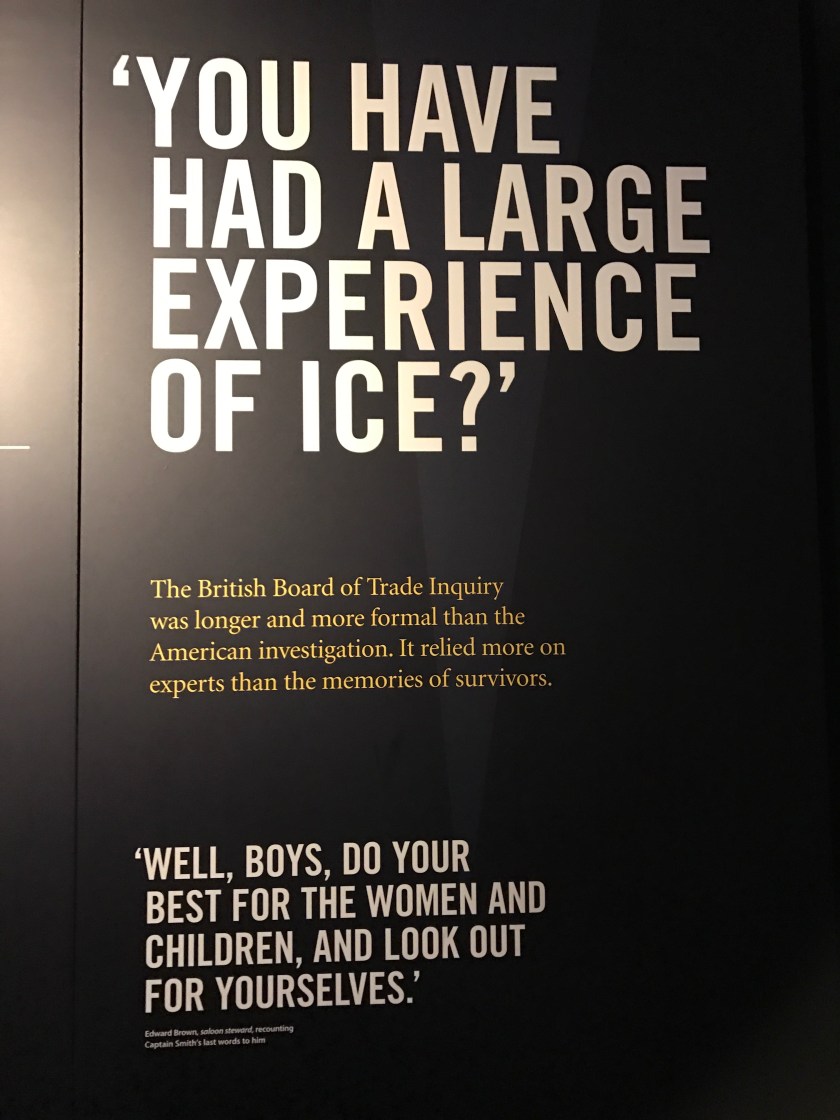 ‘YOU HAVE
HAD A LARGE
EXPERIENCE
OF ICE?’
The British Board of Trade Inquiry
was longer and more formal than the
American investigation. It relied more on
experts than the memories of survivors.
‘WELL, BOYS, DO YOUR
BEST FOR THE WOMEN AND
CHILDREN, AND LOOK OUT
FOR YOURSELVES.’
Edward Brown, saloon steward, recounting
Captain Smith's last words to him